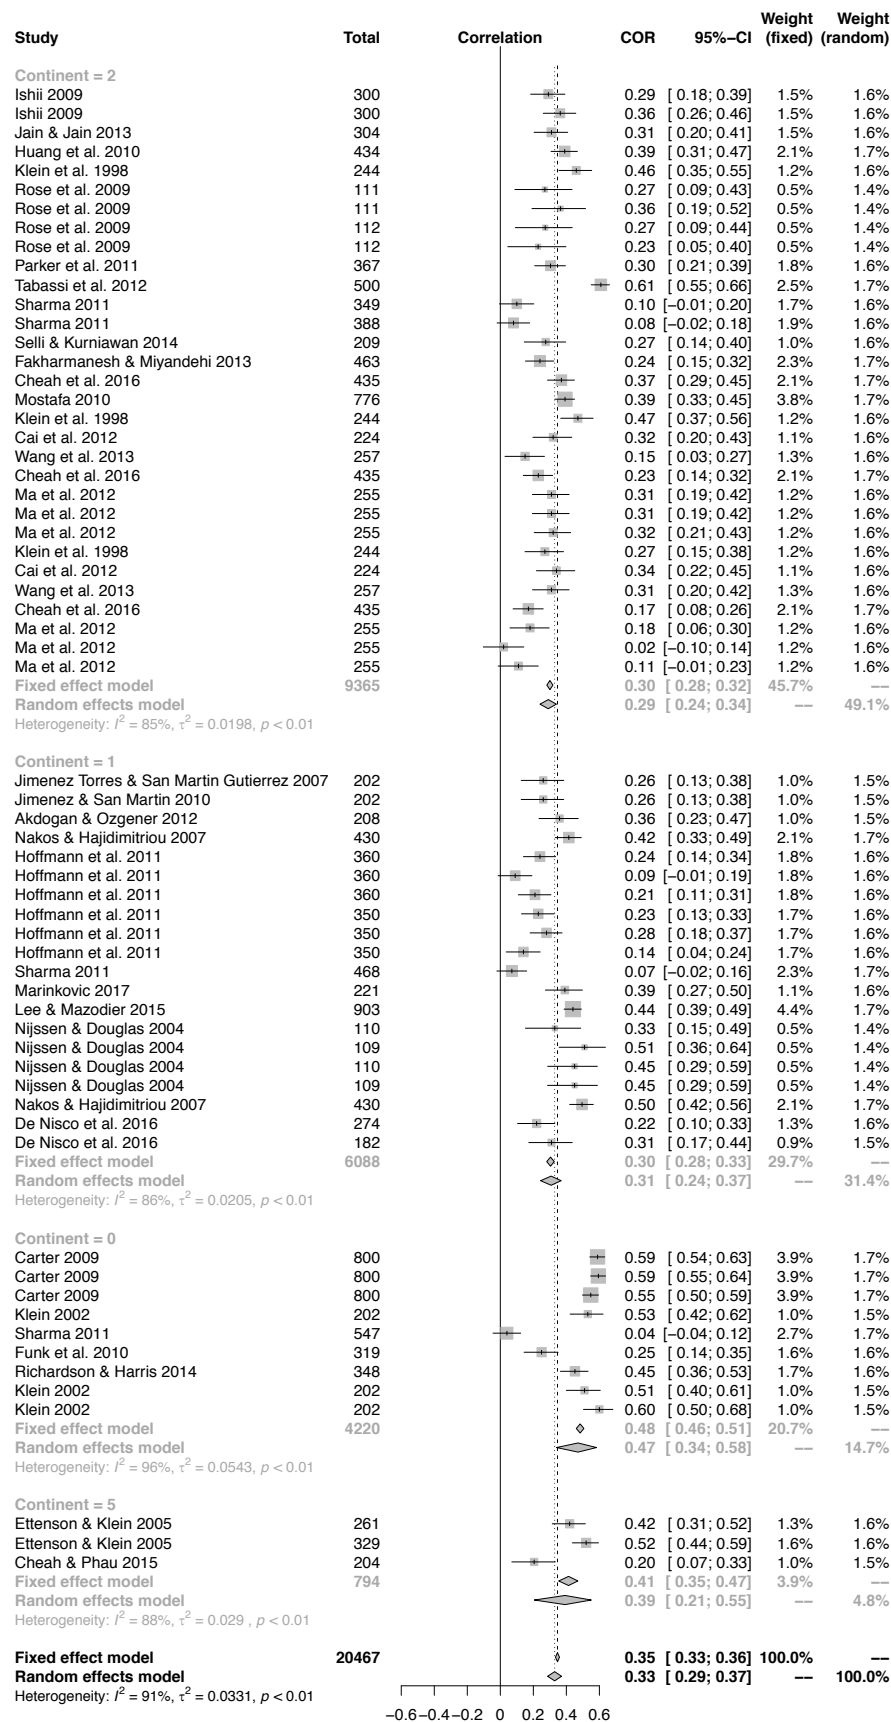 Weight Weight
Study Total Correlation COR 95%−CI (fixed) (random)
Continent = 2
Ishii 2009 300 0.29 [ 0.18; 0.39] 1.5% 1.6%
Ishii 2009 300 0.36 [ 0.26; 0.46] 1.5% 1.6%
Jain & Jain 2013 304 0.31 [ 0.20; 0.41] 1.5% 1.6%
Huang et al. 2010 434 0.39 [ 0.31; 0.47] 2.1% 1.7%
Klein et al. 1998 244 0.46 [ 0.35; 0.55] 1.2% 1.6%
Rose et al. 2009 111 0.27 [ 0.09; 0.43] 0.5% 1.4%
Rose et al. 2009 111 0.36 [ 0.19; 0.52] 0.5% 1.4%
Rose et al. 2009 112 0.27 [ 0.09; 0.44] 0.5% 1.4%
Rose et al. 2009 112 0.23 [ 0.05; 0.40] 0.5% 1.4%
Parker et al. 2011 367 0.30 [ 0.21; 0.39] 1.8% 1.6%
Tabassi et al. 2012 500 0.61 [ 0.55; 0.66] 2.5% 1.7%
Sharma 2011 349 0.10 [−0.01; 0.20] 1.7% 1.6%
Sharma 2011 388 0.08 [−0.02; 0.18] 1.9% 1.6%
Selli & Kurniawan 2014 209 0.27 [ 0.14; 0.40] 1.0% 1.6%
Fakharmanesh & Miyandehi 2013 463 0.24 [ 0.15; 0.32] 2.3% 1.7%
Cheah et al. 2016 435 0.37 [ 0.29; 0.45] 2.1% 1.7%
Mostafa 2010 776 0.39 [ 0.33; 0.45] 3.8% 1.7%
Klein et al. 1998 244 0.47 [ 0.37; 0.56] 1.2% 1.6%
Cai et al. 2012 224 0.32 [ 0.20; 0.43] 1.1% 1.6%
Wang et al. 2013 257 0.15 [ 0.03; 0.27] 1.3% 1.6%
Cheah et al. 2016 435 0.23 [ 0.14; 0.32] 2.1% 1.7%
Ma et al. 2012 255 0.31 [ 0.19; 0.42] 1.2% 1.6%
Ma et al. 2012 255 0.31 [ 0.19; 0.42] 1.2% 1.6%
Ma et al. 2012 255 0.32 [ 0.21; 0.43] 1.2% 1.6%
Klein et al. 1998 244 0.27 [ 0.15; 0.38] 1.2% 1.6%
Cai et al. 2012 224 0.34 [ 0.22; 0.45] 1.1% 1.6%
Wang et al. 2013 257 0.31 [ 0.20; 0.42] 1.3% 1.6%
Cheah et al. 2016 435 0.17 [ 0.08; 0.26] 2.1% 1.7%
Ma et al. 2012 255 0.18 [ 0.06; 0.30] 1.2% 1.6%
Ma et al. 2012 255 0.02 [−0.10; 0.14] 1.2% 1.6%
Ma et al. 2012 255 0.11 [−0.01; 0.23] 1.2% 1.6%
Fixed effect model 9365 0.30 [ 0.28; 0.32] 45.7% −−
Random effects model 0.29 [ 0.24; 0.34] −− 49.1%
Heterogeneity: I² = 85%, τ² = 0.0198, p < 0.01
Continent = 1
Jimenez Torres & San Martin Gutierrez 2007 202 0.26 [ 0.13; 0.38] 1.0% 1.5%
Jimenez & San Martin 2010 202 0.26 [ 0.13; 0.38] 1.0% 1.5%
Akdogan & Ozgener 2012 208 0.36 [ 0.23; 0.47] 1.0% 1.5%
Nakos & Hajidimitriou 2007 430 0.42 [ 0.33; 0.49] 2.1% 1.7%
Hoffmann et al. 2011 360 0.24 [ 0.14; 0.34] 1.8% 1.6%
Hoffmann et al. 2011 360 0.09 [−0.01; 0.19] 1.8% 1.6%
Hoffmann et al. 2011 360 0.21 [ 0.11; 0.31] 1.8% 1.6%
Hoffmann et al. 2011 350 0.23 [ 0.13; 0.33] 1.7% 1.6%
Hoffmann et al. 2011 350 0.28 [ 0.18; 0.37] 1.7% 1.6%
Hoffmann et al. 2011 350 0.14 [ 0.04; 0.24] 1.7% 1.6%
Sharma 2011 468 0.07 [−0.02; 0.16] 2.3% 1.7%
Marinkovic 2017 221 0.39 [ 0.27; 0.50] 1.1% 1.6%
Lee & Mazodier 2015 903 0.44 [ 0.39; 0.49] 4.4% 1.7%
Nijssen & Douglas 2004 110 0.33 [ 0.15; 0.49] 0.5% 1.4%
Nijssen & Douglas 2004 109 0.51 [ 0.36; 0.64] 0.5% 1.4%
Nijssen & Douglas 2004 110 0.45 [ 0.29; 0.59] 0.5% 1.4%
Nijssen & Douglas 2004 109 0.45 [ 0.29; 0.59] 0.5% 1.4%
Nakos & Hajidimitriou 2007 430 0.50 [ 0.42; 0.56] 2.1% 1.7%
De Nisco et al. 2016 274 0.22 [ 0.10; 0.33] 1.3% 1.6%
De Nisco et al. 2016 182 0.31 [ 0.17; 0.44] 0.9% 1.5%
Fixed effect model 6088 0.30 [ 0.28; 0.33] 29.7% −−
Random effects model 0.31 [ 0.24; 0.37] −− 31.4%
Heterogeneity: I² = 86%, τ² = 0.0205, p < 0.01
Continent = 0
Carter 2009 800 0.59 [ 0.54; 0.63] 3.9% 1.7%
Carter 2009 800 0.59 [ 0.55; 0.64] 3.9% 1.7%
Carter 2009 800 0.55 [ 0.50; 0.59] 3.9% 1.7%
Klein 2002 202 0.53 [ 0.42; 0.62] 1.0% 1.5%
Sharma 2011 547 0.04 [−0.04; 0.12] 2.7% 1.7%
Funk et al. 2010 319 0.25 [ 0.14; 0.35] 1.6% 1.6%
Richardson & Harris 2014 348 0.45 [ 0.36; 0.53] 1.7% 1.6%
Klein 2002 202 0.51 [ 0.40; 0.61] 1.0% 1.5%
Klein 2002 202 0.60 [ 0.50; 0.68] 1.0% 1.5%
Fixed effect model 4220 0.48 [ 0.46; 0.51] 20.7% −−
Random effects model 0.47 [ 0.34; 0.58] −− 14.7%
Heterogeneity: I² = 96%, τ² = 0.0543, p < 0.01
Continent = 5
Ettenson & Klein 2005 261 0.42 [ 0.31; 0.52] 1.3% 1.6%
Ettenson & Klein 2005 329 0.52 [ 0.44; 0.59] 1.6% 1.6%
Cheah & Phau 2015 204 0.20 [ 0.07; 0.33] 1.0% 1.5%
Fixed effect model 794 0.41 [ 0.35; 0.47] 3.9% −−
Random effects model 0.39 [ 0.21; 0.55] −− 4.8%
Heterogeneity: I² = 88%, τ² = 0.029 , p < 0.01
Fixed effect model 20467 0.35 [ 0.33; 0.36] 100.0% −−
Random effects model 0.33 [ 0.29; 0.37] −− 100.0%
Heterogeneity: I² = 91%, τ² = 0.0331, p < 0.01
−0.6−0.4−0.2 0 0.2 0.4 0.6